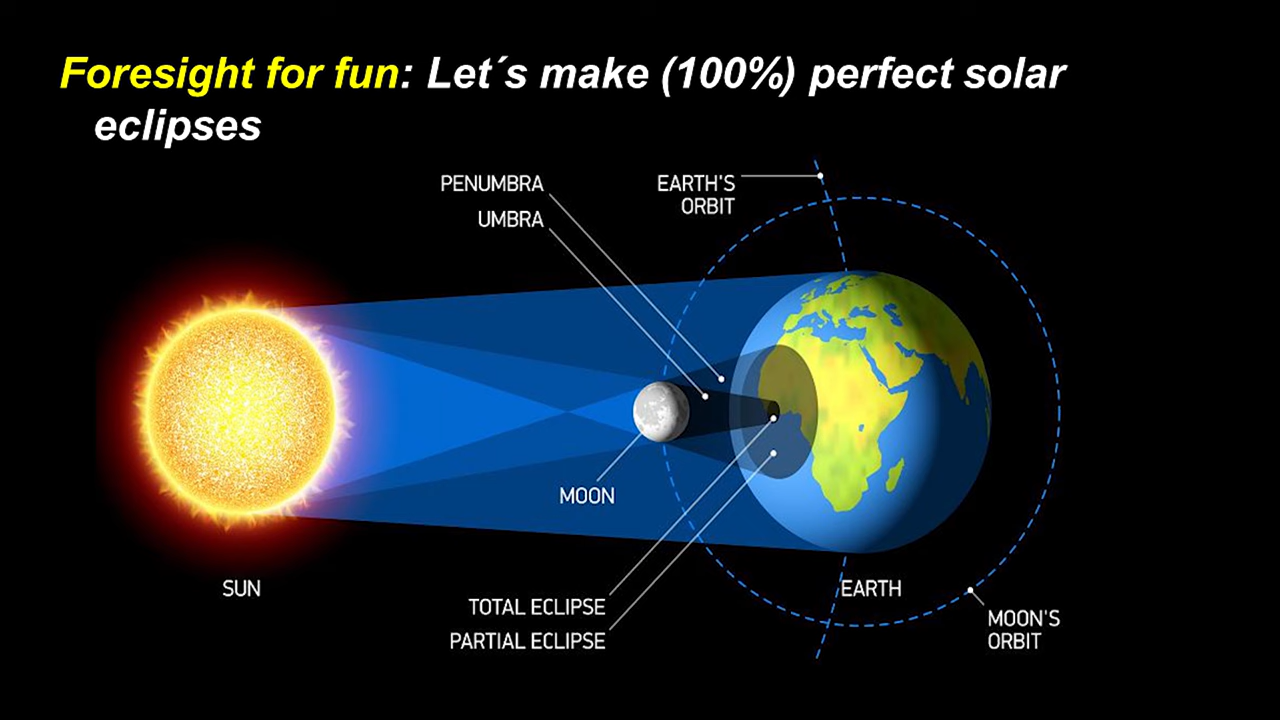 Foresight for fun: Let´s make (100%) perfect solar
eclipses
PENUMBRA
UMBRA
EARTH'S
ORBIT
MOON
SUN
EARTH
TOTAL ECLIPSE
PARTIAL ECLIPSE
MOON'S
ORBIT